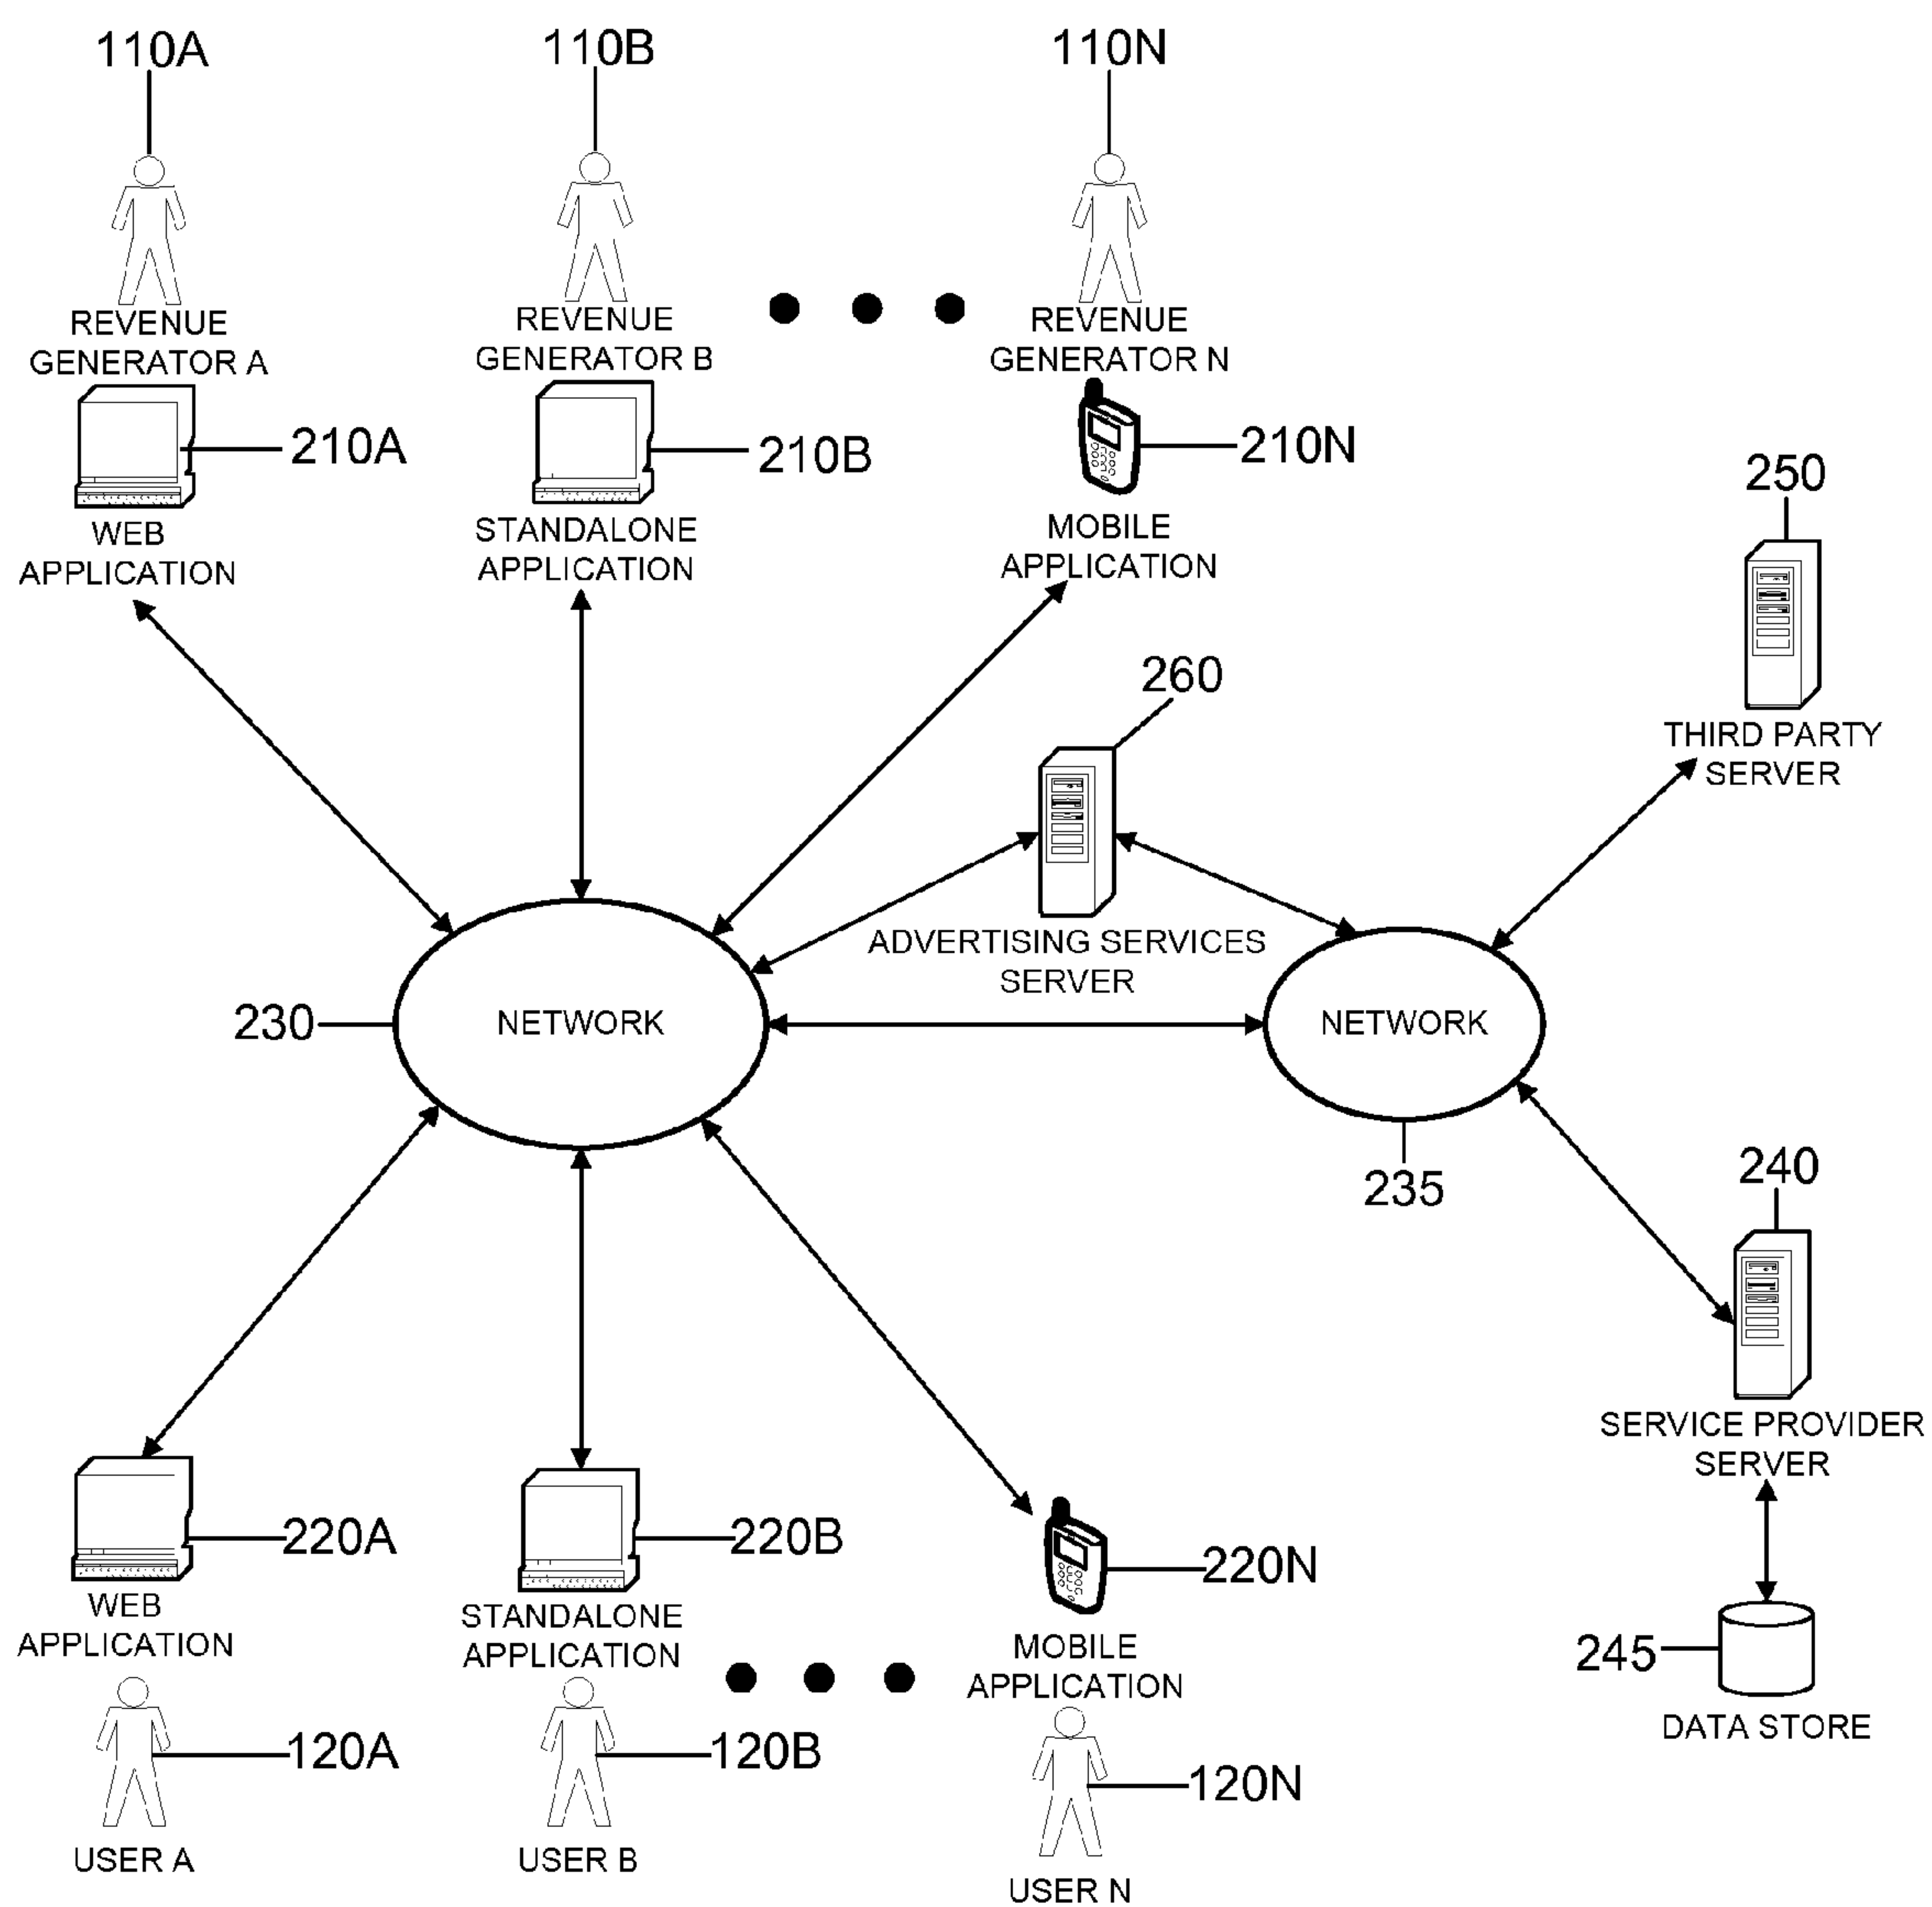 110A
110B
110N
REVENUE
GENERATOR A
REVENUE
GENERATOR B
REVENUE
GENERATOR N
210A
210B
210N
WEB
APPLICATION
STANDALONE
APPLICATION
MOBILE
APPLICATION
250
THIRD PARTY
SERVER
260
ADVERTISING SERVICES
SERVER
230
NETWORK
NETWORK
235
240
SERVICE PROVIDER
SERVER
220A
220B
220N
WEB
APPLICATION
STANDALONE
APPLICATION
MOBILE
APPLICATION
245
DATA STORE
120A
120B
120N
USER A
USER B
USER N